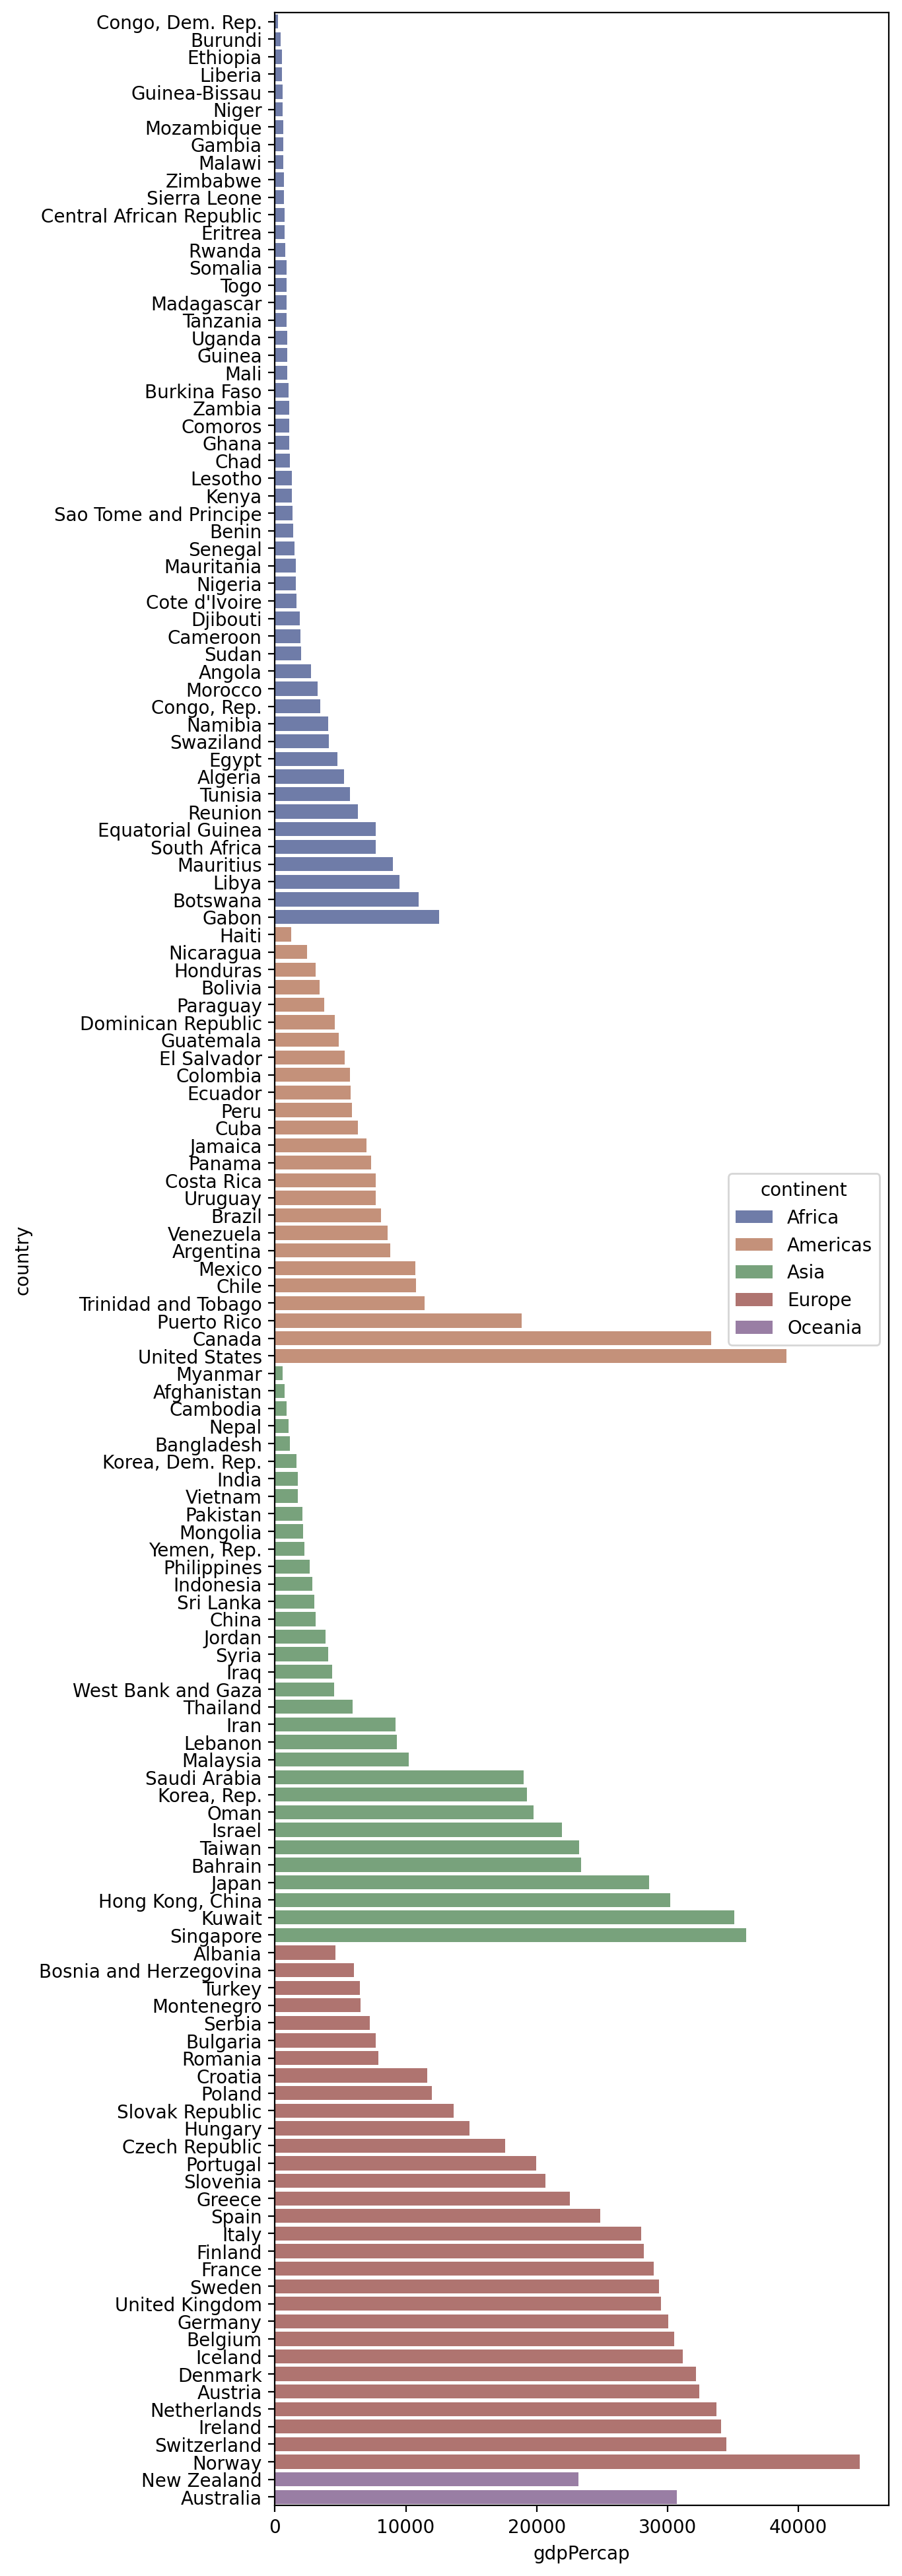 Congo, Dem. Rep.
Burundi
Ethiopia
Liberia
Guinea-Bissau
Niger
Mozambique
Gambia
Malawi
Zimbabwe
Sierra Leone
Central African Republic
Eritrea
Rwanda
Somalia
Togo
Madagascar
Tanzania
Uganda
Guinea
Mali
Burkina Faso
Zambia
Comoros
Ghana
Chad
Lesotho
Kenya
Sao Tome and Principe
Benin
Senegal
Mauritania
Nigeria
Cote d'Ivoire
Djibouti
Cameroon
Sudan
Angola
Morocco
Congo, Rep.
Namibia
Swaziland
Egypt
Algeria
Tunisia
Reunion
Equatorial Guinea
South Africa
Mauritius
Libya
Botswana
Gabon
Haiti
Nicaragua
Honduras
Bolivia
Paraguay
Dominican Republic
Guatemala
El Salvador
Colombia
Ecuador
Peru
Cuba
Jamaica
Panama
Costa Rica
Uruguay
Brazil
Venezuela
Argentina
Mexico
Chile
Trinidad and Tobago
Puerto Rico
Canada
United States
Myanmar
Afghanistan
Cambodia
Nepal
Bangladesh
Korea, Dem. Rep.
India
Vietnam
Pakistan
Mongolia
Yemen, Rep.
Philippines
Indonesia
Sri Lanka
China
Jordan
Syria
Iraq
West Bank and Gaza
Thailand
Iran
Lebanon
Malaysia
Saudi Arabia
Korea, Rep.
Oman
Israel
Taiwan
Bahrain
Japan
Hong Kong, China
Kuwait
Singapore
Albania
Bosnia and Herzegovina
Turkey
Montenegro
Serbia
Bulgaria
Romania
Croatia
Poland
Slovak Republic
Hungary
Czech Republic
Portugal
Slovenia
Greece
Spain
Italy
Finland
France
Sweden
United Kingdom
Germany
Belgium
Iceland
Denmark
Austria
Netherlands
Ireland
Switzerland
Norway
New Zealand
Australia
country
continent
Africa
Americas
Asia
Europe
Oceania
0 10000 20000 30000 40000
gdpPercap